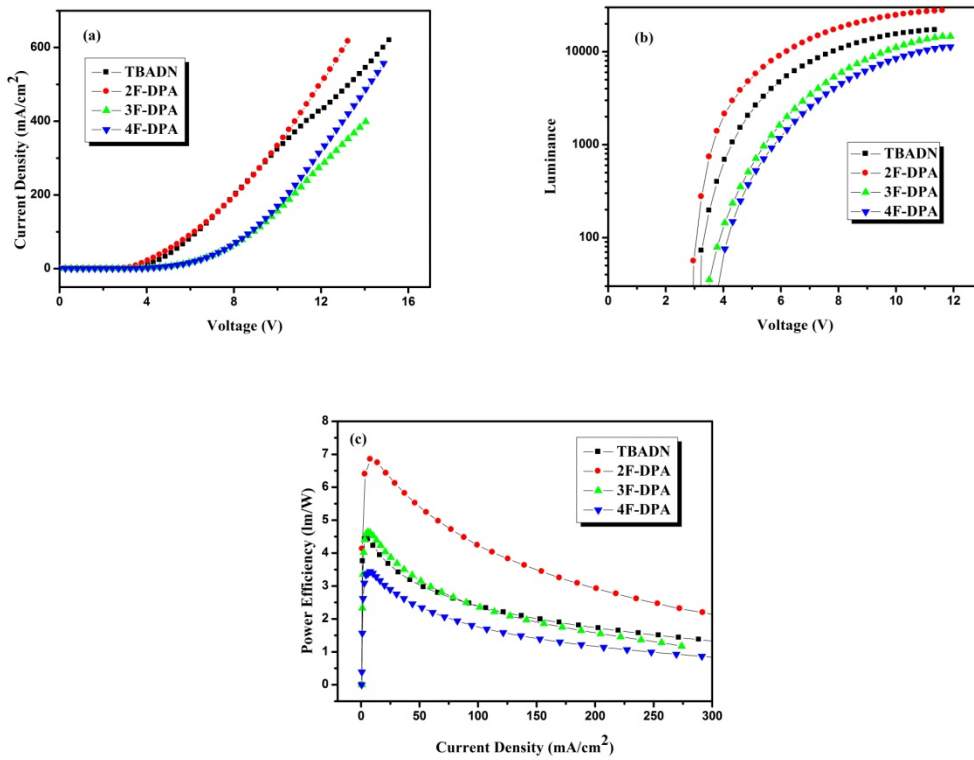 (a)
TBADN
2F-DPA
3F-DPA
4F-DPA
Current Density (mA/cm²)
600
400
200
0
0 4 8 12 16
Voltage (V)
(b)
TBADN
2F-DPA
3F-DPA
4F-DPA
Luminance
10000
1000
100
0 2 4 6 8 10 12
Voltage (V)
(c)
TBADN
2F-DPA
3F-DPA
4F-DPA
Power Efficiency (lm/W)
8
7
6
5
4
3
2
1
0
0 50 100 150 200 250 300
Current Density (mA/cm²)